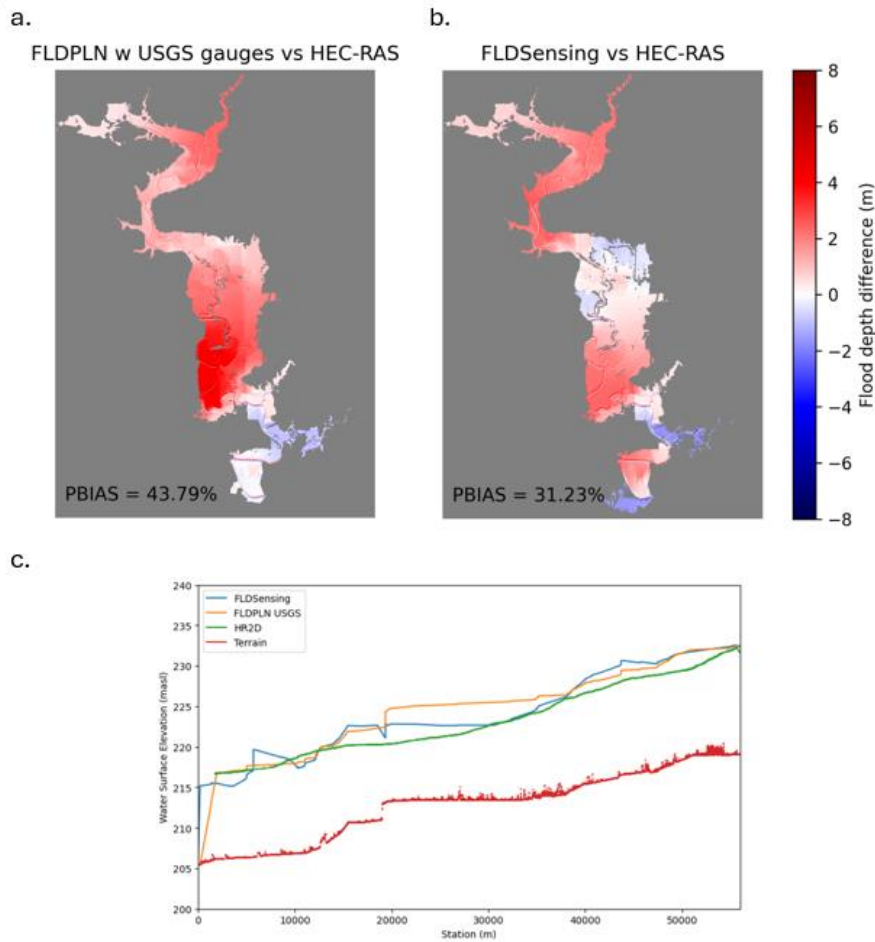 a.
FLDPLN w USGS gauges vs HEC-RAS
PBIAS = 43.79%
b.
FLDSensing vs HEC-RAS
PBIAS = 31.23%
8
6
4
2
0
−2
−4
−6
−8
Flood depth difference (m)
c.
240
235
230
225
220
215
210
205
200
Water Surface Elevation (masl)
FLDSensing
FLDPLN USGS
HR2D
Terrain
0
10000
20000
30000
40000
50000
Station (m)